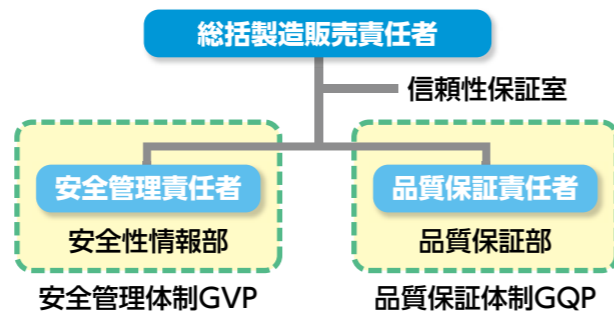 総括製造販売責任者
信頼性保証室
安全管理責任者
安全性情報部
安全管理体制GVP
品質保証責任者
品質保証部
品質保証体制GQP